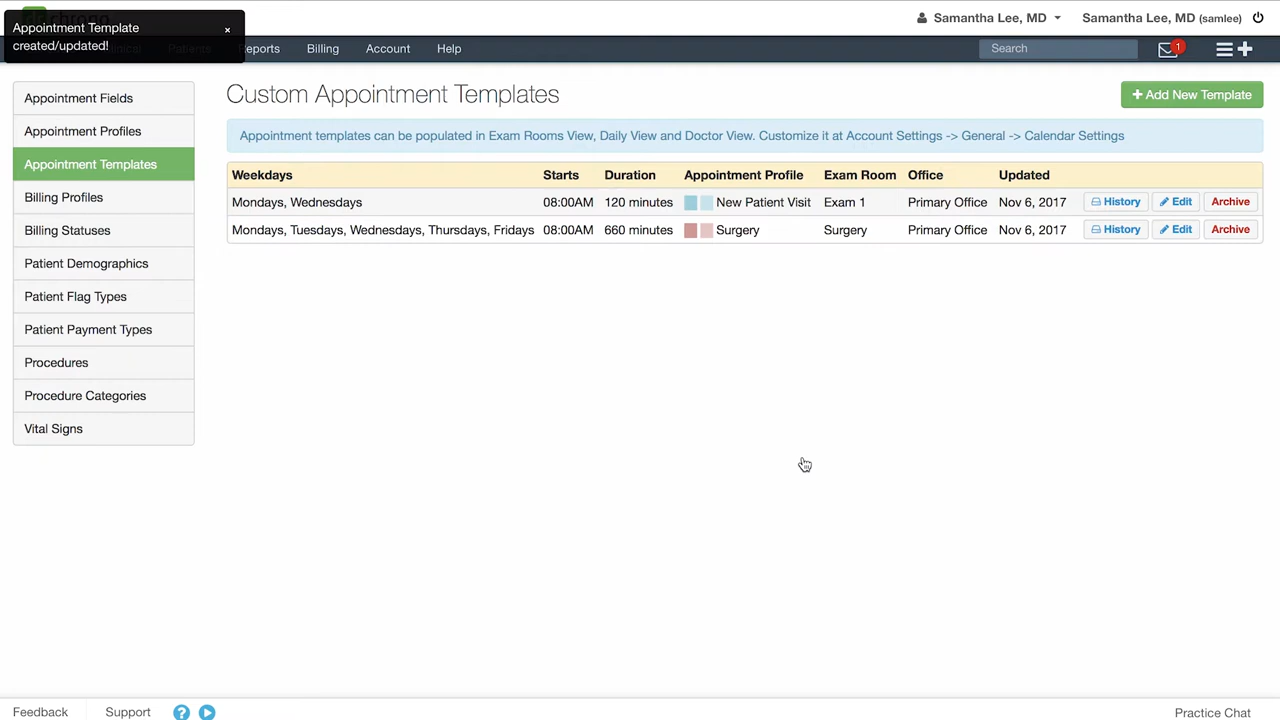 Appointment Template
created/updated!
×
chrono
Samantha Lee, MD
Samantha Lee, MD (samlee)
Clinical
Patients
Reports
Billing
Account
Help
Search
1
Appointment Fields
Appointment Profiles
Appointment Templates
Billing Profiles
Billing Statuses
Patient Demographics
Patient Flag Types
Patient Payment Types
Procedures
Procedure Categories
Vital Signs
Custom Appointment Templates
+ Add New Template
Appointment templates can be populated in Exam Rooms View, Daily View and Doctor View. Customize it at Account Settings -> General -> Calendar Settings
Weekdays Starts Duration Appointment Profile Exam Room Office Updated
Mondays, Wednesdays 08:00AM 120 minutes New Patient Visit Exam 1 Primary Office Nov 6, 2017 History Edit Archive
Mondays, Tuesdays, Wednesdays, Thursdays, Fridays 08:00AM 660 minutes Surgery Surgery Primary Office Nov 6, 2017 History Edit Archive
Feedback
Support
?
Practice Chat